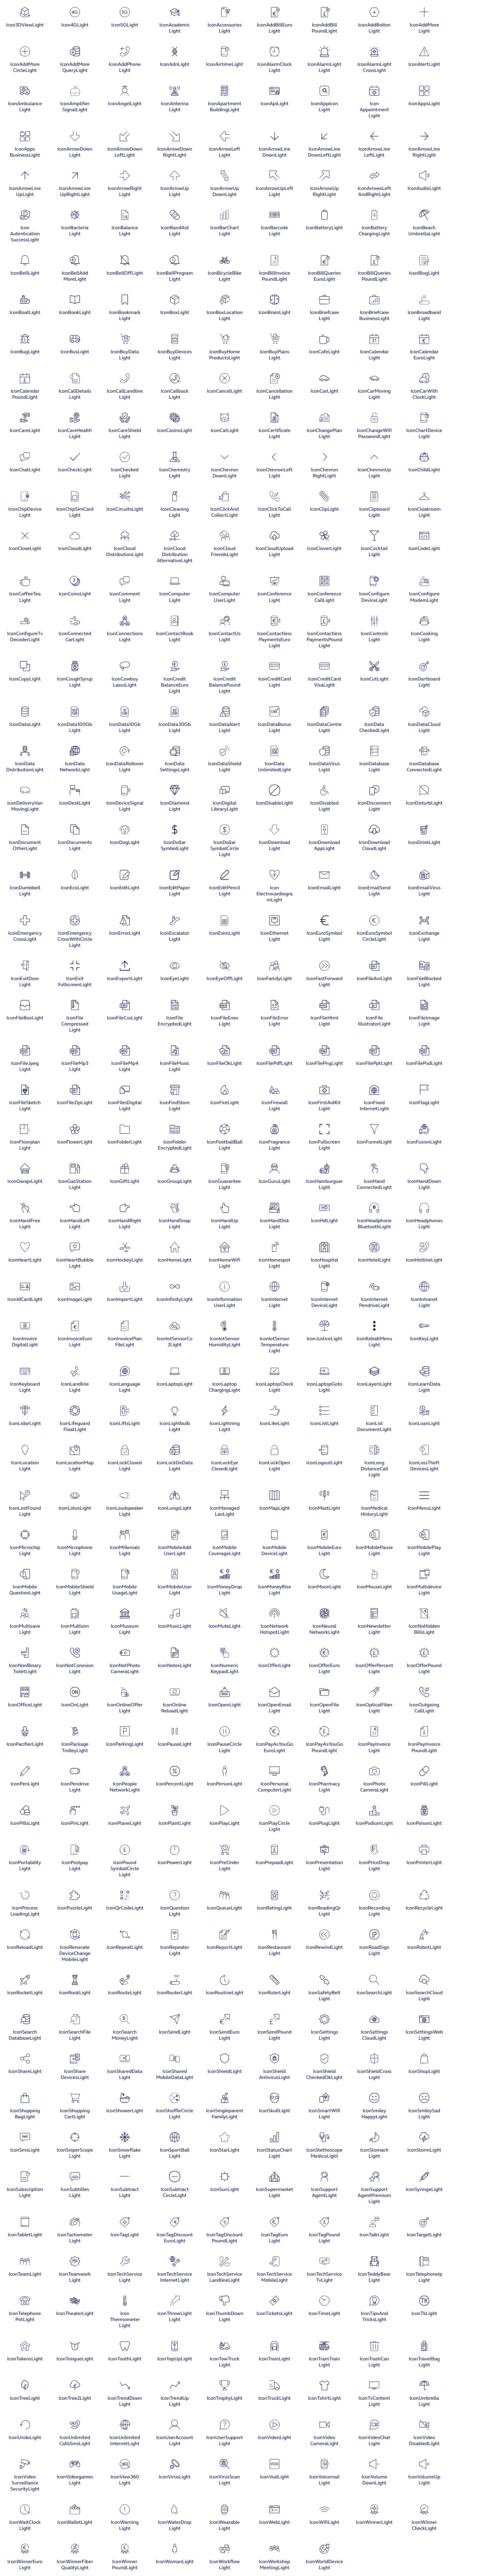 Icon3DViewLight Icon4GLight Icon5GLight IconAcademic Light IconAccessories Light IconAddBillEuro Light IconAddBill PoundLight IconAddBolton Light IconAddMore Light
IconAddMore CircleLight IconAddMore QueryLight IconAddPhone Light IconAdnLight IconAirtimeLight IconAlarmClock Light IconAlarmLight Light IconAlarmLight CrossLight IconAlertLight
IconAmbulance Light IconAmplifier SignalLight IconAngelLight IconAntenna Light IconApartment BuildingLight IconApiLight IconAppIcon Light Icon Appointment Light IconAppsLight
IconApps BusinessLight IconArrowDown Light IconArrowDown LeftLight IconArrowDown RightLight IconArrowLeft Light IconArrowLine DownLight IconArrowLine DownLeftLight IconArrowLine LeftLight IconArrowLine RightLight
IconArrowLine UpLight IconArrowLine UpRightLight IconArrowRight Light IconArrowUp Light IconArrowUp DownLight IconArrowUpLeft Light IconArrowUp RightLight IconArrowsLeft AndRightLight IconAudioLight
Icon Autentication SuccessLight IconBacteria Light IconBalance Light IconBandAid Light IconBarChart Light IconBarcode Light IconBatteryLight IconBattery ChargingLight IconBeach UmbrellaLight
IconBellLight IconBellAdd MoreLight IconBellOffLight IconBellProgram Light IconBicycleBike Light IconBillInvoice PoundLight IconBillQueries EuroLight IconBillQueries PoundLight IconBlogLight
IconBoatLight IconBookLight IconBookmark Light IconBoxLight IconBoxLocation Light IconBrainLight IconBriefcase Light IconBriefcase BusinessLight IconBroadband Light
IconBugLight IconBusLight IconBuyData Light IconBuyDevices Light IconBuyHome ProductsLight IconBuyPlans Light IconCafeLight IconCalendar Light IconCalendar EuroLight
IconCalendar PoundLight IconCallDetails Light IconCallLandline Light IconCallback Light IconCancelLight IconCancellation Light IconCarLight IconCarMoving Light IconCarWith ClockLight
IconCareLight IconCareHealth Light IconCareShield Light IconCasinoLight IconCatLight IconCertificate Light IconChangePlan Light IconChangeWifi PasswordLight IconChartDevice Light
IconChatLight IconCheckLight IconChecked Light IconChemistry Light IconChevron DownLight IconChevronLeft Light IconChevron RightLight IconChevronUp Light IconChildLight
IconChipDevice Light IconChipSimCard Light IconCircuitsLight IconCleaning Light IconClickAnd CollectLight IconClickToCall Light IconClipLight IconClipboard Light IconCloakroom Light
IconCloseLight IconCloudLight IconCloud DistributionLight IconCloud Distribution AlternativeLight IconCloud FriendsLight IconCloudUpload Light IconCloverLight IconCocktail Light IconCodeLight
IconCoffeeTea Light IconCoinsLight IconComment Light IconComputer Light IconComputer UserLight IconConference Light IconConference CallLight IconConfigure DeviceLight IconConfigure ModemLight
IconConfigureTv DecoderLight IconConnected CarLight IconConnections Light IconContactBook Light IconContactUs Light IconContactless PaymentsEuro Light IconContactless PaymentsPound Light IconControls Light IconCooking Light
IconCopyLight IconCoughSyrup Light IconCowboy LassoLight IconCredit BalanceEuro Light IconCredit BalancePound Light IconCreditCard Light IconCreditCard VisaLight IconCutLight IconDartboard Light
IconDataLight IconData100Gb Light IconData10Gb Light IconData30Gb Light IconDataAlert Light IconDataBonus Light IconDataCentre Light IconData CheckedLight IconDataCloud Light
IconData DistributionLight IconData NetworkLight IconDataRollover Light IconData SettingsLight IconDataShield Light IconData UnlimitedLight IconDataVirus Light IconDatabase Light IconDatabase ConnectedLight
IconDeliveryVan MovingLight IconDeskLight IconDeviceSignal Light IconDiamond Light IconDigital LibraryLight IconDisableLight IconDisabled Light IconDisconnect Light IconDisturbLight
IconDocument OtherLight IconDocuments Light IconDogLight IconDollar SymbolLight IconDollar SymbolCircle Light IconDownload Light IconDownload AppLight IconDownload CloudLight IconDrinkLight
IconDumbbell Light IconEcoLight IconEditLight IconEditPaper Light IconEditPencil Light Icon Electrocardiogra mLight IconEmailLight IconEmailSend Light IconEmailVirus Light
IconEmergency CrossLight IconEmergency CrossWithCircle Light IconErrorLight IconEscalator Light IconEsimLight IconEthernet Light IconEuroSymbol Light IconEuroSymbol CircleLight IconExchange Light
IconExitDoor Light IconExit FullscreenLight IconExportLight IconEyeLight IconEyeOffLight IconFamilyLight IconFastForward Light IconFileAviLight IconFileBlocked Light
IconFileBoxLight IconFile Compressed Light IconFileCssLight IconFile EncryptedLight IconFileEnex Light IconFileError Light IconFileHtml Light IconFile IllustratorLight IconFileImage Light
IconFileJpeg Light IconFileMp3 Light IconFileMp4 Light IconFileMusic Light IconFileOkLight IconFilePdfLight IconFilePngLight IconFilePptLight IconFilePsdLight
IconFileSketch Light IconFileZipLight IconFilesDigital Light IconFindStore Light IconFireLight IconFirewall Light IconFirstAidKit Light IconFixed InternetLight IconFlagLight
IconFloorplan Light IconFlowerLight IconFolderLight IconFolder EncryptedLight IconFootballBall Light IconFragrance Light IconFullscreen Light IconFunnelLight IconFusionLight
IconGarajeLight IconGasStation Light IconGiftLight IconGroupLight IconGuarantee Light IconGuruLight IconHamburguer Light IconHand ConnectedLight IconHandDown Light
IconHandFree Light IconHandLeft Light IconHandRight Light IconHandSnap Light IconHandUp Light IconHardDisk Light IconHdLight IconHeadphone BluetoothLight IconHeadphones Light
IconHeartLight IconHeartBubble Light IconHockeyLight IconHomeLight IconHomeWifi Light IconHomespot Light IconHospital Light IconHotelLight IconHotlineLight
IconIdCardLight IconImageLight IconImportLight IconInfinityLight IconInformation UserLight IconInternet Light IconInternet DeviceLight IconInternet PendriveLight IconIntranet Light
IconInvoice DigitalLight IconInvoiceEuro Light IconInvoicePlan FileLight IconIotSensorCo 2Light IconIotSensor HumidityLight IconIotSensor Temperature Light IconJusticeLight IconKebabMenu Light IconKeyLight
IconKeyboard Light IconLandline Light IconLanguage Light IconLaptopLight IconLaptop ChargingLight IconLaptopCheck Light IconLaptopGoto Light IconLayersLight IconLearnData Light
IconLidarLight IconLifeguard FloatLight IconLiftsLight IconLightbulb Light IconLightning Light IconLikeLight IconListLight IconList DocumentLight IconLoanLight
IconLocation Light IconLocationMap Light IconLockClosed Light IconLockDeData Light IconLockEye ClosedLight IconLockOpen Light IconLogoutLight IconLong DistanceCall Light IconLossTheft DevicesLight
IconLostFound Light IconLotusLight IconLoudspeaker Light IconLungsLight IconManaged LanLight IconMapLight IconMastLight IconMedical HistoryLight IconMenuLight
IconMicrochip Light IconMicrophone Light IconMillenials Light IconMobileAdd UserLight IconMobile CoverageLight IconMobile DeviceLight IconMobileEuro Light IconMobilePause Light IconMobilePlay Light
IconMobile QuestionLight IconMobileShield Light IconMobile UsageLight IconMobileUser Light IconMoneyDrop Light IconMoneyRise Light IconMoonLight IconMouseLight IconMultidevice Light
IconMultisave Light IconMultisim Light IconMuseum Light IconMusicLight IconMuteLight IconNetwork HotspotLight IconNeural NetworkLight IconNewsletter Light IconNoHidden BillsLight
IconNonBinary ToiletLight IconNotConexion Light IconNotPhoto CameraLight IconNotesLight IconNumeric KeypadLight IconOfferLight IconOfferEuro Light IconOfferPercent Light IconOfferPound Light
IconOfficeLight IconOnLight IconOnlineOffer Light IconOnline ReloadLight IconOpenLight IconOpenEmail Light IconOpenFile Light IconOpticalFiber Light IconOutgoing CallLight
IconPacifierLight IconPackage TrolleyLight IconParkingLight IconPauseLight IconPauseCircle Light IconPayAsYouGo EuroLight IconPayAsYouGo PoundLight IconPayInvoice Light IconPayInvoice PoundLight
IconPenLight IconPendrive Light IconPeople NetworkLight IconPercentLight IconPersonLight IconPersonal ComputerLight IconPharmacy Light IconPhoto CameraLight IconPillLight
IconPillsLight IconPinLight IconPlaneLight IconPlantLight IconPlayLight IconPlayCircle Light IconPlugLight IconPodiumLight IconPoisonLight
IconPortability Light IconPostpay Light IconPound SymbolCircle Light IconPowerLight IconPreOrder Light IconPrepaidLight IconPresentation Light IconPriceDrop Light IconPrinterLight
IconProcess LoadingLight IconPuzzleLight IconQrCodeLight IconQuestion Light IconQueueLight IconRatingLight IconReadingQr Light IconRecording Light IconRecycleLight
IconReloadLight IconRenovate DeviceChange MobileLight IconRepeatLight IconRepeater Light IconReportLight IconRestaurant Light IconRewindLight IconRoadSign Light IconRobotLight
IconRocketLight IconRookLight IconRouteLight IconRouterLight IconRoutineLight IconRulerLight IconSafetyBelt Light IconSearchLight IconSearchCloud Light
IconSearch DatabaseLight IconSearchFile Light IconSearch MoneyLight IconSendLight IconSendEuro Light IconSendPound Light IconSettings Light IconSettings CloudLight IconSettingsWeb Light
IconShareLight IconShare DevicesLight IconSharedData Light IconShared MobileDataLight IconShieldLight IconShield AntivirusLight IconShield CheckedOkLight IconShieldCross Light IconShopLight
IconShopping BagLight IconShopping CartLight IconShowerLight IconShuffleCircle Light IconSingleparent FamilyLight IconSkullLight IconSmartWifi Light IconSmiley HappyLight IconSmileySad Light
IconSmsLight IconSniperScope Light IconSnowflake Light IconSportBall Light IconStarLight IconStatusChart Light IconStethoscope MedicoLight IconStomach Light IconStormLight
IconSubscription Light IconSubtitles Light IconSubtract Light IconSubtract CircleLight IconSunLight IconSupermarket Light IconSupport AgentLight IconSupport AgentPremium Light IconSyringeLight
IconTabletLight IconTachometer Light IconTagLight IconTagDiscount EuroLight IconTagDiscount PoundLight IconTagEuro Light IconTagPound Light IconTalkLight IconTargetLight
IconTeamLight IconTeamwork Light IconTechService Light IconTechService InternetLight IconTechService LandlineLight IconTechService MobileLight IconTechService TvLight IconTeddyBear Light IconTelephoneIp Light
IconTelephone PotLight IconTheaterLight Icon Thermometer Light IconThrowLight IconThumbDown Light IconTicketsLight IconTimeLight IconTipsAnd TricksLight IconTkLight
IconTokensLight IconTongueLight IconToothLight IconTopUpLight IconTowTruck Light IconTrainLight IconTramTrain Light IconTrashCan Light IconTravelBag Light
IconTreeLight IconTree2Light IconTrendDown Light IconTrendUp Light IconTrophyLight IconTruckLight IconTshirtLight IconTvContent Light IconUmbrella Light
IconUndoLight IconUnlimited CallsSmsLight IconUnlimited InternetLight IconUserAccount Light IconUserSupport Light IconVideoLight IconVideo CameraLight IconVideoChat Light IconVideo DisabledLight
IconVideo Surveillance SecurityLight IconVideogames Light IconView360 Light IconVirusLight IconVirusScan Light IconVodLight IconVoicemail Light IconVolume DownLight IconVolumeUp Light
IconWaitClock Light IconWalletLight IconWarning Light IconWaterDrop Light IconWearable Light IconWebLight IconWifiLight IconWinnerLight IconWinner CheckLight
IconWinnerEuro Light IconWinnerFiber QualityLight IconWinner PoundLight IconWomanLight IconWorkflow Light IconWorkshop MeetingLight IconWorldDevice Light